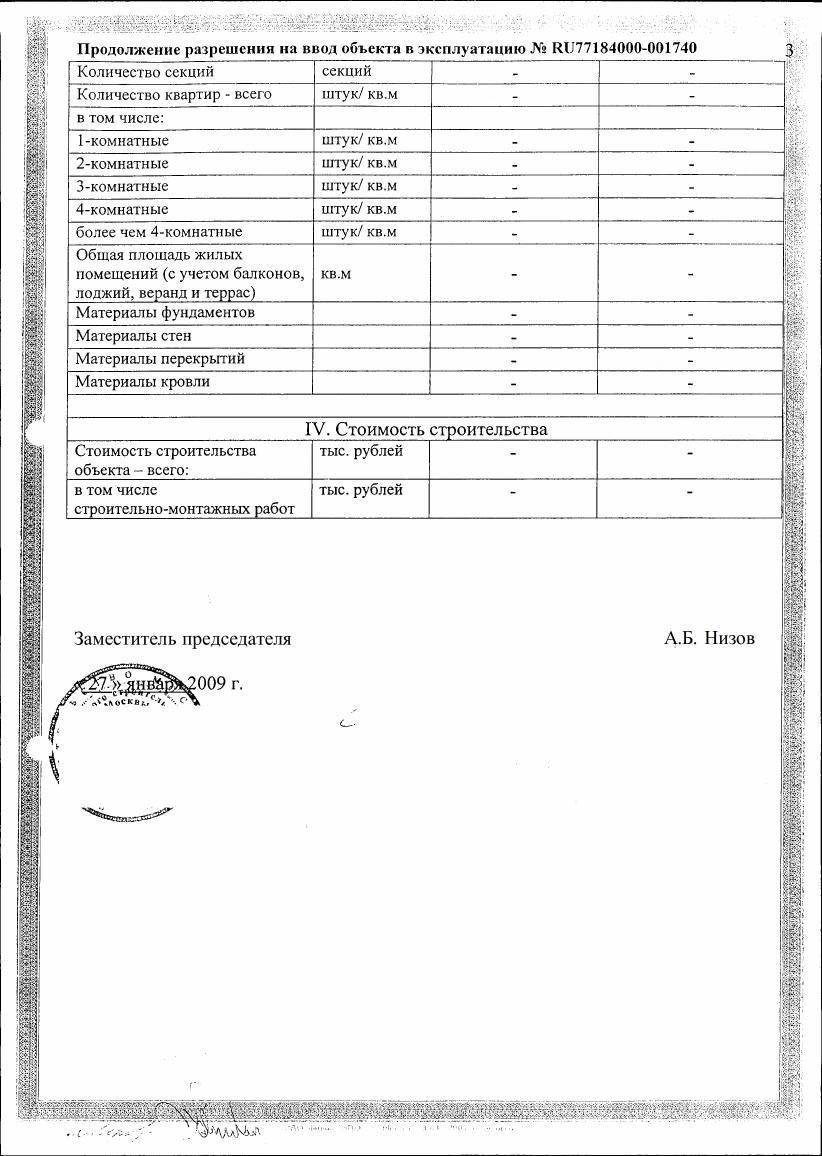 Продолжение разрешения на ввод объекта в эксплуатацию № RU77184000-001740
3
Количество секций секций - -
Количество квартир - всего штук/ кв.м - -
в том числе:
1-комнатные штук/ кв.м - -
2-комнатные штук/ кв.м - -
3-комнатные штук/ кв.м - -
4-комнатные штук/ кв.м - -
более чем 4-комнатные штук/ кв.м - -
Общая площадь жилых
помещений (с учетом балконов, кв.м - -
лоджий, веранд и террас)
Материалы фундаментов - -
Материалы стен - -
Материалы перекрытий - -
Материалы кровли - -
IV. Стоимость строительства
Стоимость строительства тыс. рублей - -
объекта – всего:
в том числе тыс. рублей - -
строительно-монтажных работ
Заместитель председателя А.Б. Низов
27 » января 2009 г.